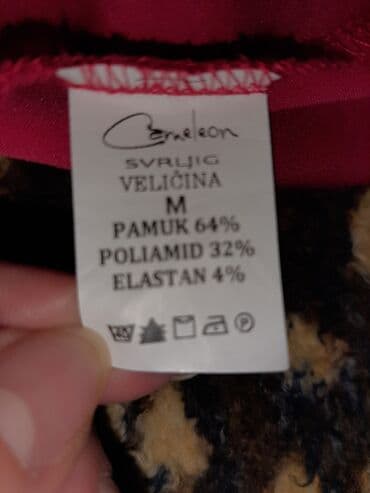 Cameleon
SVRLJIG
VELIČINA
M
PAMUK 64%
POLIAMID 32%
ELASTAN 4%
P